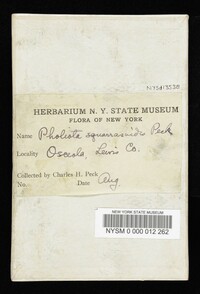 HERBARIUM N. Y. STATE MUSEUM
FLORA OF NEW YORK
Name Pholiota squarrosoides Peck
Locality Osceola, Lewis Co.
Collected by Charles H. Peck
No. Date Aug
NEW YORK STATE MUSEUM
NYSM 0 000 012 262